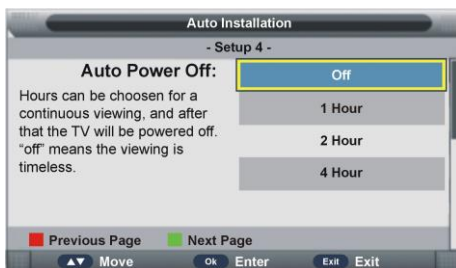 Auto Installation
- Setup 4 -
Auto Power Off:
Hours can be choosen for a
continuous viewing, and after
that the TV will be powered off.
“off” means the viewing is
timeless.
Off
1 Hour
2 Hour
4 Hour
Previous Page Next Page
▲▼ Move Ok Enter Exit Exit